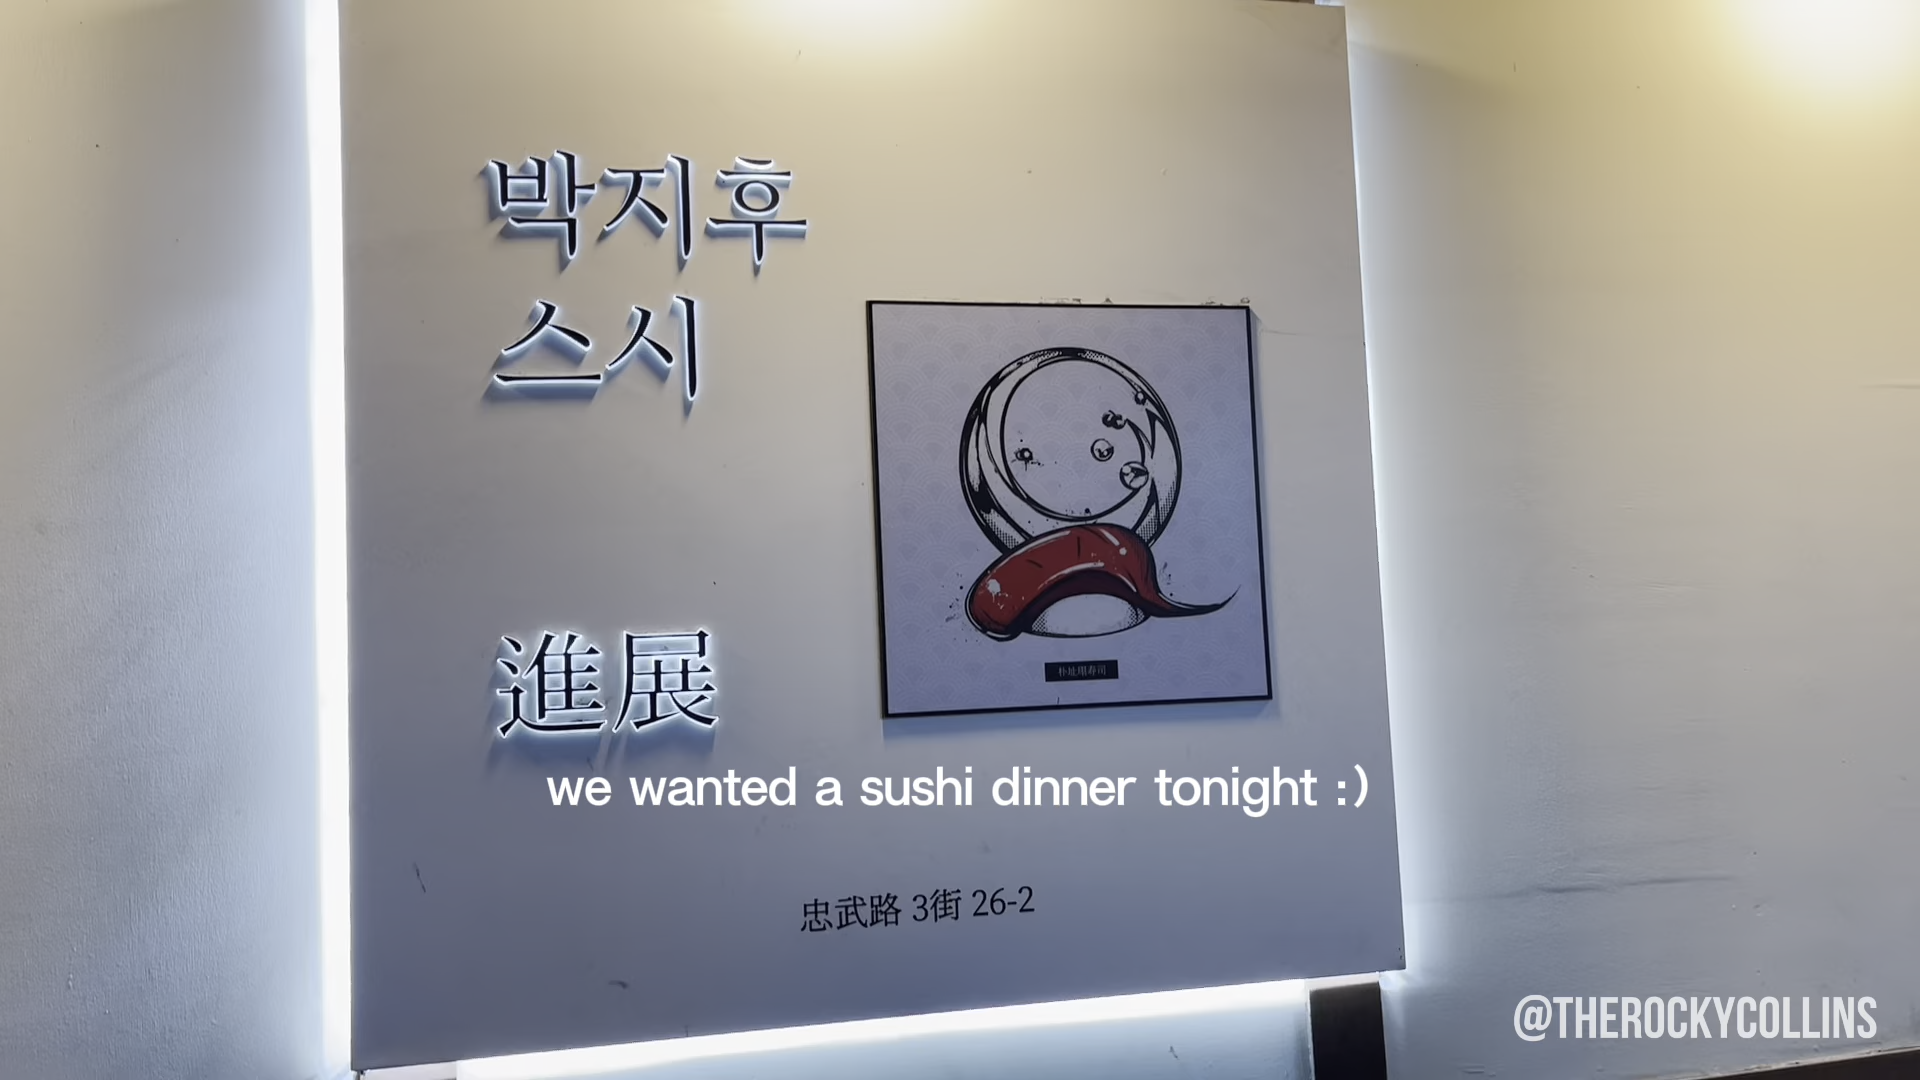 박지후
스시
進展
we wanted a sushi dinner tonight :)
忠武路 3街 26-2
@THEROCKYCOLLINS